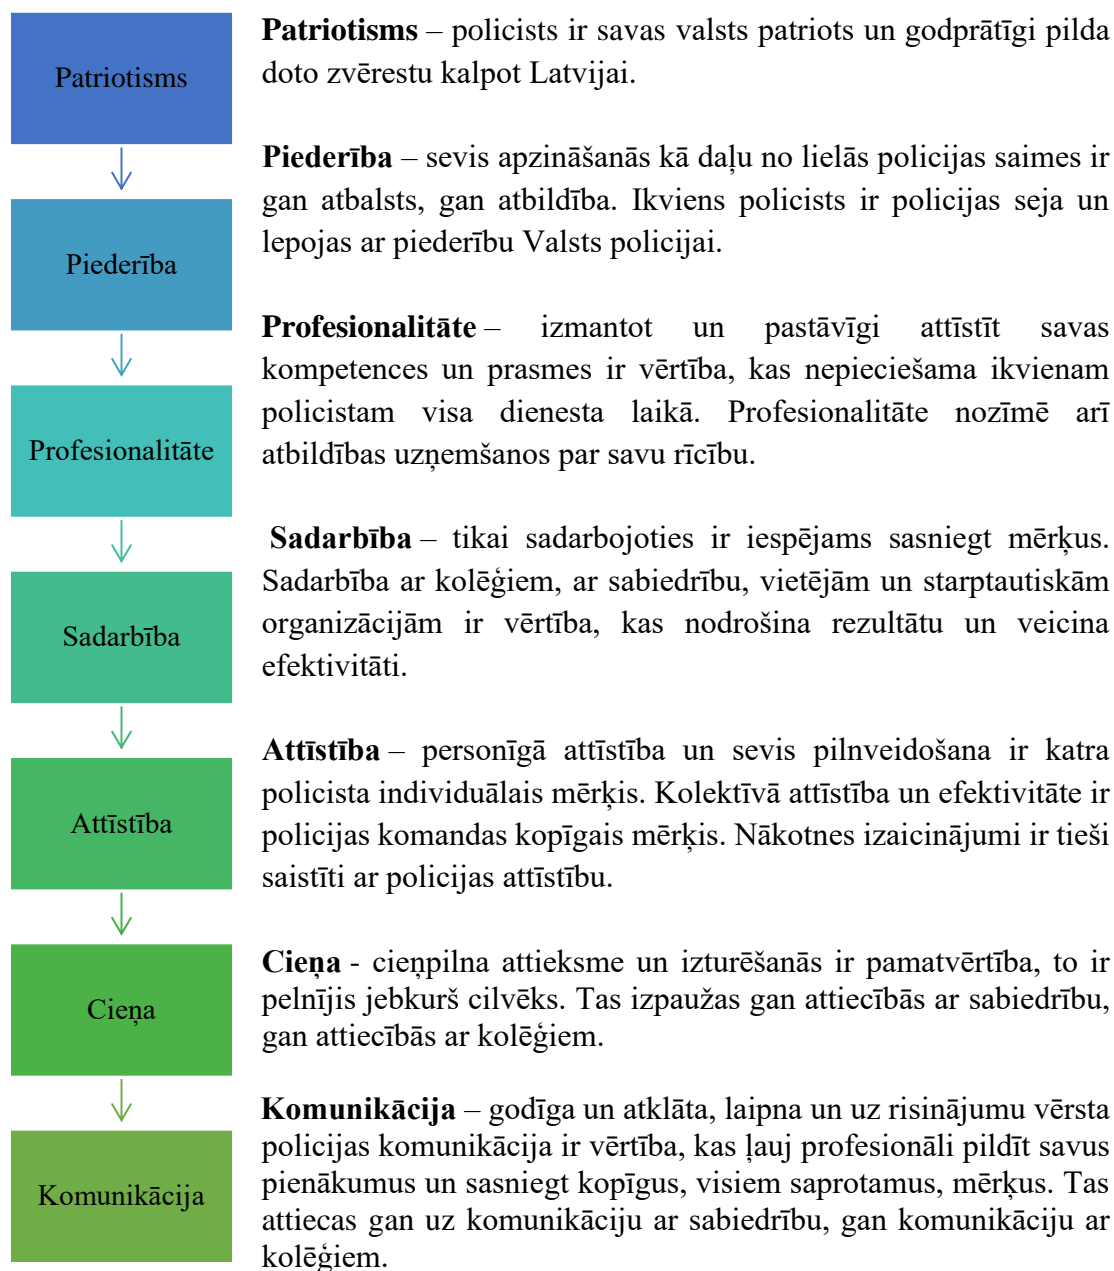 Patriotisms
Patriotisms – policists ir savas valsts patriots un godprātīgi pilda
doto zvērestu kalpot Latvijai.
Piederība
Piederība – sevis apzināšanās kā daļu no lielās policijas saimes ir
gan atbalsts, gan atbildība. Ikviens policists ir policijas seja un
lepojas ar piederību Valsts policijai.
Profesionalitāte
Profesionalitāte – izmantot un pastāvīgi attīstīt savas
kompetences un prasmes ir vērtība, kas nepieciešama ikvienam
policistam visa dienesta laikā. Profesionalitāte nozīmē arī
atbildības uzņemšanos par savu rīcību.
Sadarbība
Sadarbība – tikai sadarbojoties ir iespējams sasniegt mērķus.
Sadarbība ar kolēģiem, ar sabiedrību, vietējām un starptautiskām
organizācijām ir vērtība, kas nodrošina rezultātu un veicina
efektivitāti.
Attīstība
Attīstība – personīgā attīstība un sevis pilnveidošana ir katra
policista individuālais mērķis. Kolektīvā attīstība un efektivitāte ir
policijas komandas kopīgais mērķis. Nākotnes izaicinājumi ir tieši
saistīti ar policijas attīstību.
Cieņa
Cieņa - cieņpilna attieksme un izturēšanās ir pamatvērtība, to ir
pelnījis jebkurš cilvēks. Tas izpaužas gan attiecībās ar sabiedrību,
gan attiecībās ar kolēģiem.
Komunikācija
Komunikācija – godīga un atklāta, laipna un uz risinājumu vērsta
policijas komunikācija ir vērtība, kas ļauj profesionāli pildīt savus
pienākumus un sasniegt kopīgus, visiem saprotamus, mērķus. Tas
attiecas gan uz komunikāciju ar sabiedrību, gan komunikāciju ar
kolēģiem.